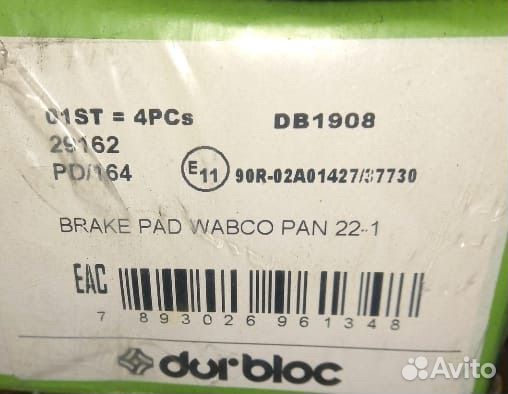 01ST = 4PCs DB1908
29162
PD/164 E11 90R-02A01427/37730
BRAKE PAD WABCO PAN 22-1
EAC
7 893026 961348
durbloc
Avito